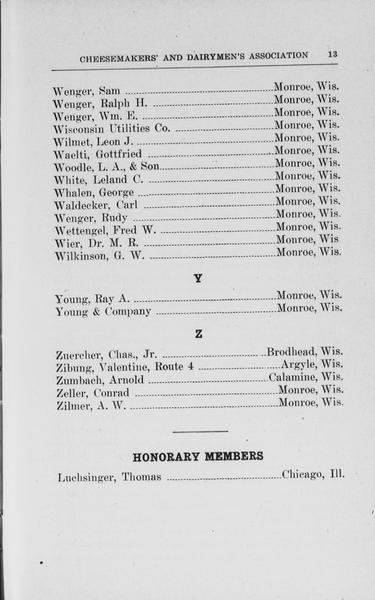 CHEESEMAKERS' AND DAIRYMEN'S ASSOCIATION 13
Wenger, Sam ........ Monroe, Wis.
Wenger, Ralph H. ........ Monroe, Wis.
Wenger, Wm. E. ........ Monroe, Wis.
Wisconsin Utilities Co. ........ Monroe, Wis.
Wilmet, Leon J. ........ Monroe, Wis.
Waelti, Gottfried ........ Monroe, Wis.
Woodle, L. A., & Son ........ Monroe, Wis.
White, Leland C. ........ Monroe, Wis.
Whalen, George ........ Monroe, Wis.
Waldecker, Carl ........ Monroe, Wis.
Wenger, Rudy ........ Monroe, Wis.
Wettengel, Fred W. ........ Monroe, Wis.
Wier, Dr. M. R. ........ Monroe, Wis
Wilkinson, G. W. ........ Monroe, Wis.
Y
Young, Ray A. ........ Monroe, Wis.
Young & Company ........ Monroe, Wis.
Z
Zuercher, Chas., Jr. ........ Brodhead, Wis.
Zibung, Valentine, Route 4 ........ Argyle, Wis.
Zumbach, Arnold ........ Calamine, Wis.
Zeller, Conrad ........ Monroe, Wis.
Zilmer, A. W. ........ Monroe, Wis.
HONORARY MEMBERS
Luchsinger, Thomas ........ Chicago, Ill.